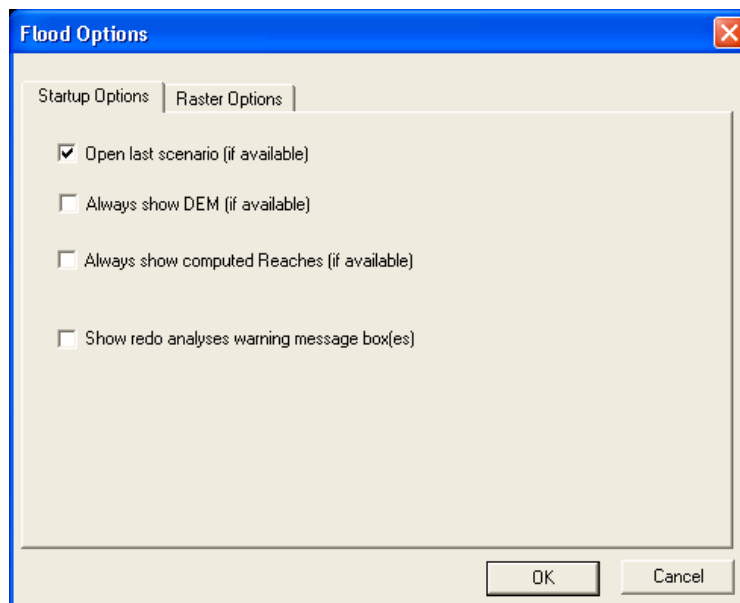 Flood Options
Startup Options
Raster Options
Open last scenario (if available)
Always show DEM (if available)
Always show computed Reaches (if available)
Show redo analyses warning message box(es)
OK
Cancel